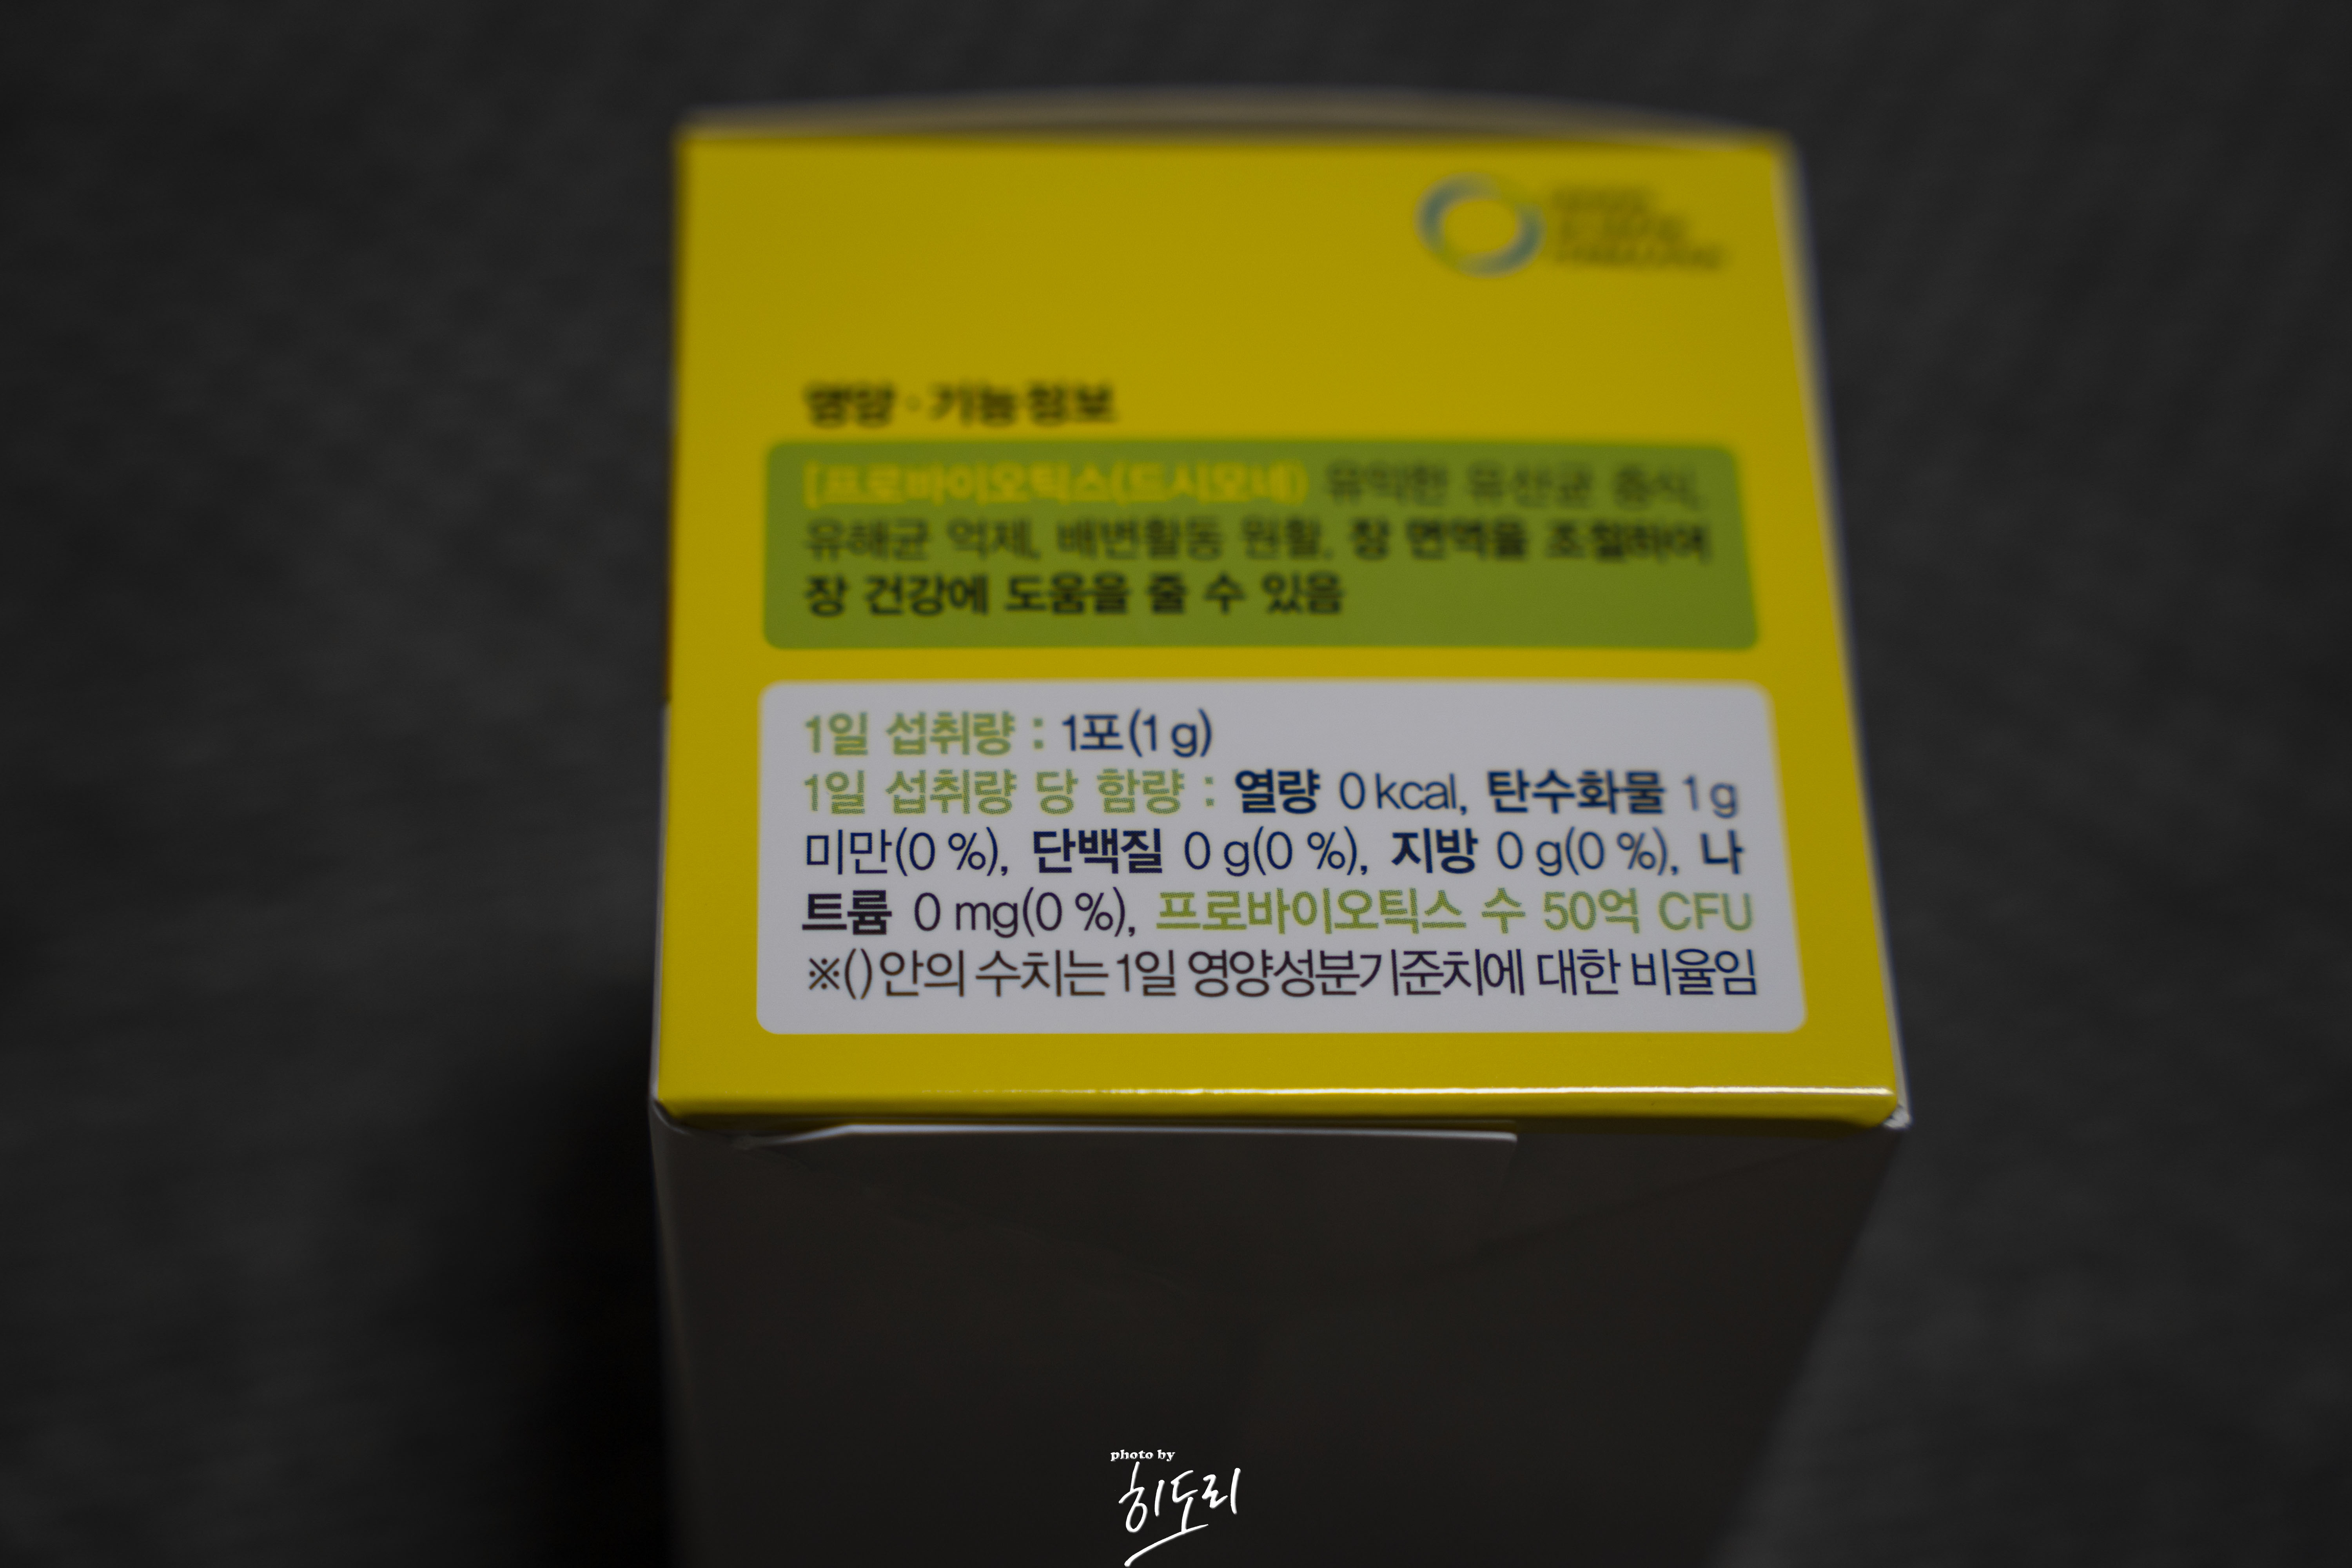 영양·기능정보
[프로바이오틱스(드시모네)] 유익한 유산균 증식,
유해균 억제, 배변활동 원활, 장 면역을 조절하여
장 건강에 도움을 줄 수 있음
1일 섭취량 : 1포(1 g)
1일 섭취량 당 함량 : 열량 0 kcal, 탄수화물 1 g
미만(0 %), 단백질 0 g(0 %), 지방 0 g(0 %), 나
트륨 0 mg(0 %), 프로바이오틱스 수 50억 CFU
※( )안의 수치는 1일 영양성분기준치에 대한 비율임
photo by
히도리